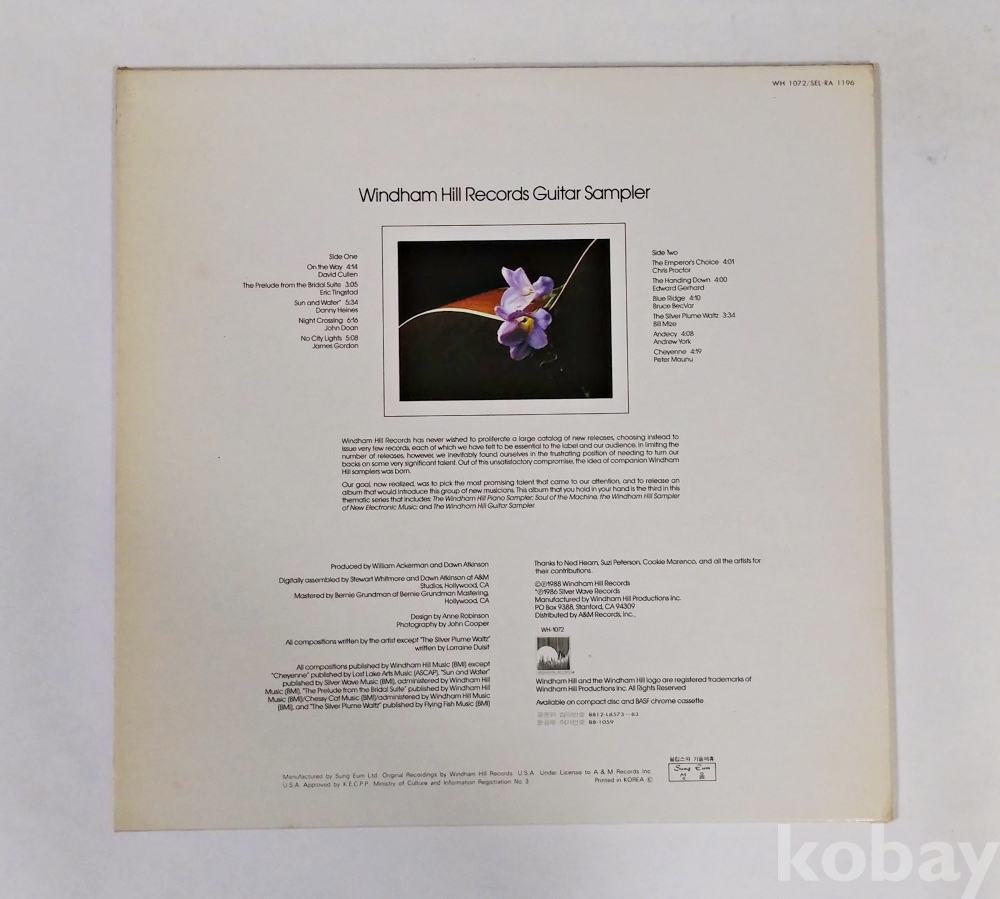 WH 1072/SEL-RA 1196
Windham Hill Records Guitar Sampler
Side One
On the Way 4:14
David Cullen
The Prelude from the Bridal Suite 3:05
Eric Tingstad
Sun and Water* 5:34
Danny Heines
Night Crossing 6:16
John Doan
No City Lights 5:08
James Gordon
Side Two
The Emperor's Choice 4:01
Chris Proctor
The Handing Down 4:00
Edward Gerhard
Blue Ridge 4:10
Bruce BecVar
The Silver Plume Waltz 3:34
Bill Mize
Andecy 4:08
Andrew York
Cheyenne 4:19
Peter Maunu
Windham Hill Records has never wished to proliferate a large catalog of new releases, choosing instead to
issue very few records, each of which we have felt to be essential to the label and our audience. In limiting the
number of releases, however, we inevitably found ourselves in the frustrating position of needing to turn our
backs on some very significant talent. Out of this unsatisfactory compromise, the idea of companion Windham
Hill samplers was born.
Our goal, now realized, was to pick the most promising talent that came to our attention, and to release an
album that would introduce this group of new musicians. This album that you hold in your hand is the third in this
thematic series that includes: The Windham Hill Piano Sampler; Soul of the Machine, the Windham Hill Sampler
of New Electronic Music; and The Windham Hill Guitar Sampler.
Produced by William Ackerman and Dawn Atkinson
Digitally assembled by Stewart Whitmore and Dawn Atkinson at A&M
Studios, Hollywood, CA
Mastered by Bernie Grundman at Bernie Grundman Mastering,
Hollywood, CA
Design by Anne Robinson
Photography by John Cooper
All compositions written by the artist except "The Silver Plume Waltz"
written by Lorraine Duisit
All compositions published by Windham Hill Music (BMI) except
"Cheyenne" published by Lost Lake Arts Music (ASCAP), "Sun and Water"
published by Silver Wave Music (BMI), administered by Windham Hill
Music (BMI), "The Prelude from the Bridal Suite" published by Windham Hill
Music (BMI)/Chessy Cat Music (BMI)/administered by Windham Hill Music
(BMI), and "The Silver Plume Waltz" published by Flying Fish Music (BMI)
Thanks to Ned Hearn, Suzi Peterson, Cookie Marenco, and all the artists for
their contributions.
©℗1988 Windham Hill Records
*℗1986 Silver Wave Records
Manufactured by Windham Hill Productions Inc.
PO Box 9388, Stanford, CA 94309
Distributed by A&M Records, Inc.,
WH-1072
Windham Hill and the Windham Hill logo are registered trademarks of
Windham Hill Productions Inc. All Rights Reserved
Available on compact disc and BASF chrome cassette
8812-L8573-83
88-1059
Manufactured by Sung Eum Ltd. Original Recordings by Windham Hill Records. U.S.A. Under License to A & M Records Inc.
U.S.A. Approved by K.E.C.P.P. Ministry of Culture and Information Registration No. 3
Printed in KOREA ©
필립스와 기술제휴
Sung Eum
성음
kobay